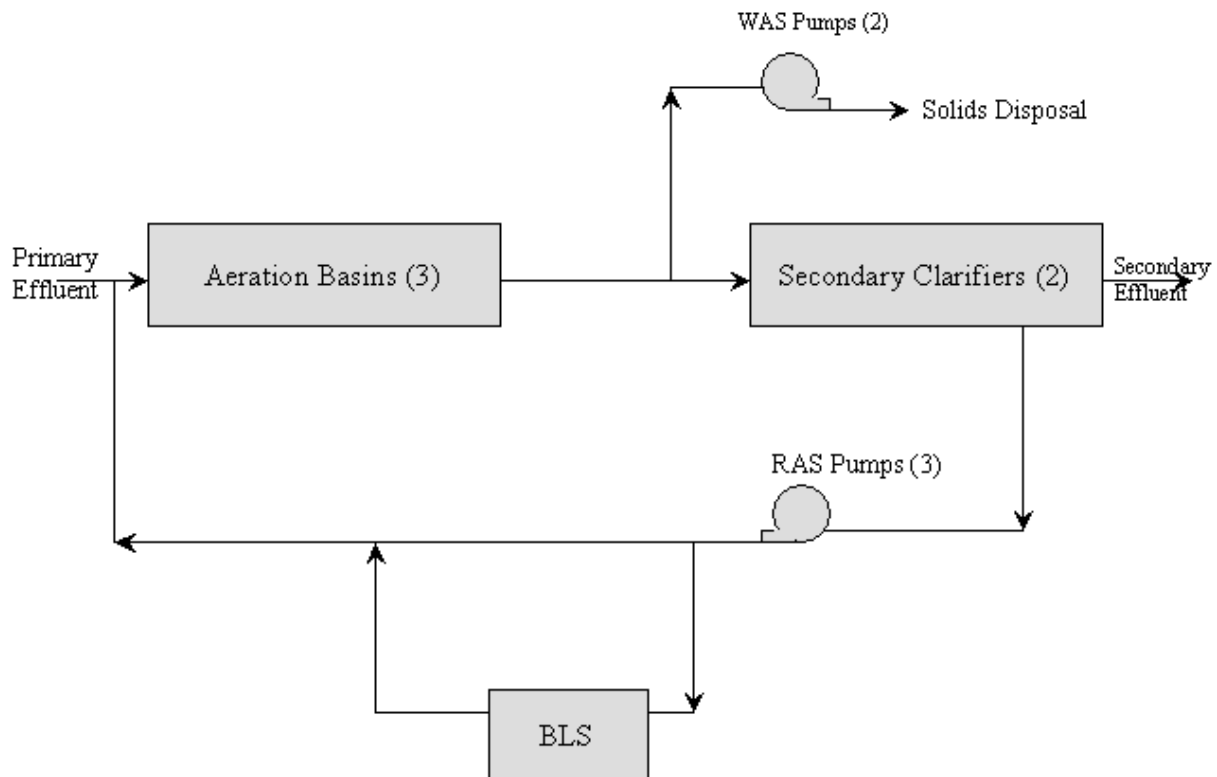 WAS Pumps (2)
Solids Disposal
Primary
Effluent
Aeration Basins (3)
Secondary Clarifiers (2)
Secondary
Effluent
RAS Pumps (3)
BLS